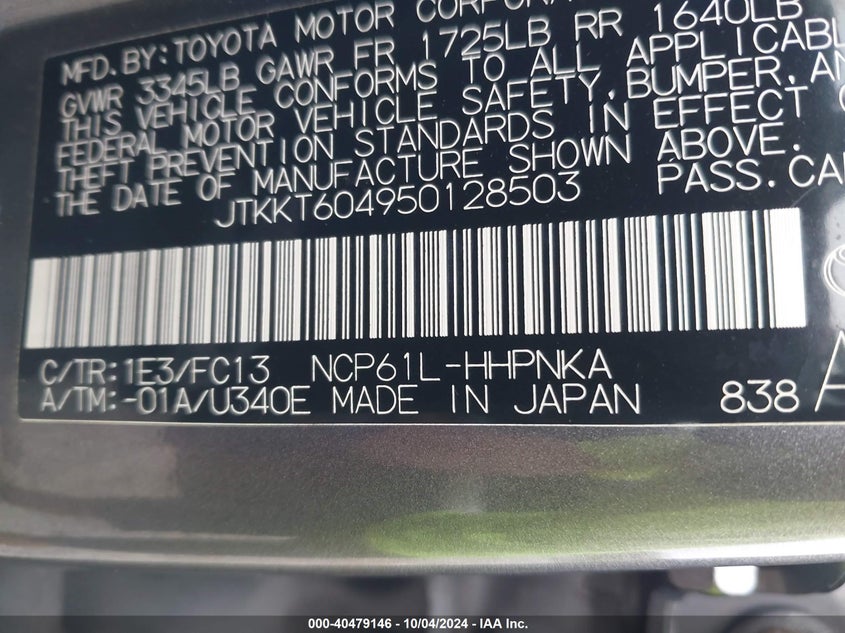 MFD.BY:TOYOTA MOTOR CORPORA
GVWR 3345LB GAWR FR 1725LB RR 1640LB
THIS VEHICLE CONFORMS TO ALL APPLICABL
FEDERAL MOTOR VEHICLE SAFETY,BUMPER,AN
THEFT PREVENTION STANDARDS IN EFFECT O
THE DATE OF MANUFACTURE SHOWN ABOVE.
JTKKT604950128503 PASS.CA
C/TR:1E3/FC13 NCP61L-HHPNKA
A/TM:-01A/U340E MADE IN JAPAN 838 A
000-40479146 - 10/04/2024 - IAA Inc.